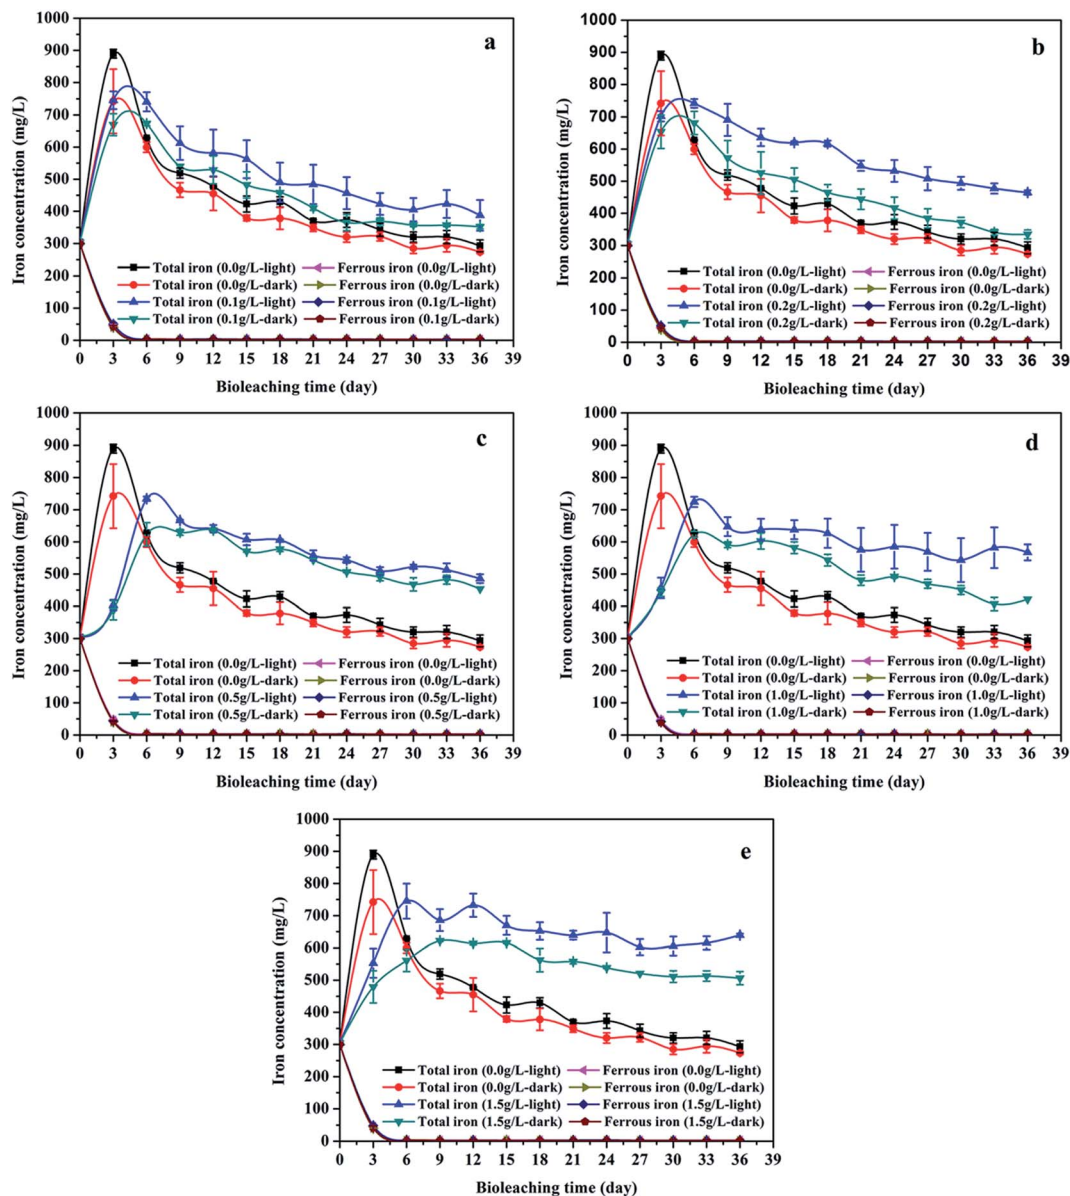 a
Iron concentration (mg/L)
1000
900
800
700
600
500
400
300
200
100
0
Total iron (0.0g/L-light) Ferrous iron (0.0g/L-light)
Total iron (0.0g/L-dark) Ferrous iron (0.0g/L-dark)
Total iron (0.1g/L-light) Ferrous iron (0.1g/L-light)
Total iron (0.1g/L-dark) Ferrous iron (0.1g/L-dark)
0 3 6 9 12 15 18 21 24 27 30 33 36 39
Bioleaching time (day)
b
Iron concentration (mg/L)
1000
900
800
700
600
500
400
300
200
100
0
Total iron (0.0g/L-light) Ferrous iron (0.0g/L-light)
Total iron (0.0g/L-dark) Ferrous iron (0.0g/L-dark)
Total iron (0.2g/L-light) Ferrous iron (0.2g/L-light)
Total iron (0.2g/L-dark) Ferrous iron (0.2g/L-dark)
0 3 6 9 12 15 18 21 24 27 30 33 36 39
Bioleaching time (day)
c
Iron concentration (mg/L)
1000
900
800
700
600
500
400
300
200
100
0
Total iron (0.0g/L-light) Ferrous iron (0.0g/L-light)
Total iron (0.0g/L-dark) Ferrous iron (0.0g/L-dark)
Total iron (0.5g/L-light) Ferrous iron (0.5g/L-light)
Total iron (0.5g/L-dark) Ferrous iron (0.5g/L-dark)
0 3 6 9 12 15 18 21 24 27 30 33 36 39
Bioleaching time (day)
d
Iron concentration (mg/L)
1000
900
800
700
600
500
400
300
200
100
0
Total iron (0.0g/L-light) Ferrous iron (0.0g/L-light)
Total iron (0.0g/L-dark) Ferrous iron (0.0g/L-dark)
Total iron (1.0g/L-light) Ferrous iron (1.0g/L-light)
Total iron (1.0g/L-dark) Ferrous iron (1.0g/L-dark)
0 3 6 9 12 15 18 21 24 27 30 33 36 39
Bioleaching time (day)
e
Iron concentration (mg/L)
1000
900
800
700
600
500
400
300
200
100
0
Total iron (0.0g/L-light) Ferrous iron (0.0g/L-light)
Total iron (0.0g/L-dark) Ferrous iron (0.0g/L-dark)
Total iron (1.5g/L-light) Ferrous iron (1.5g/L-light)
Total iron (1.5g/L-dark) Ferrous iron (1.5g/L-dark)
0 3 6 9 12 15 18 21 24 27 30 33 36 39
Bioleaching time (day)